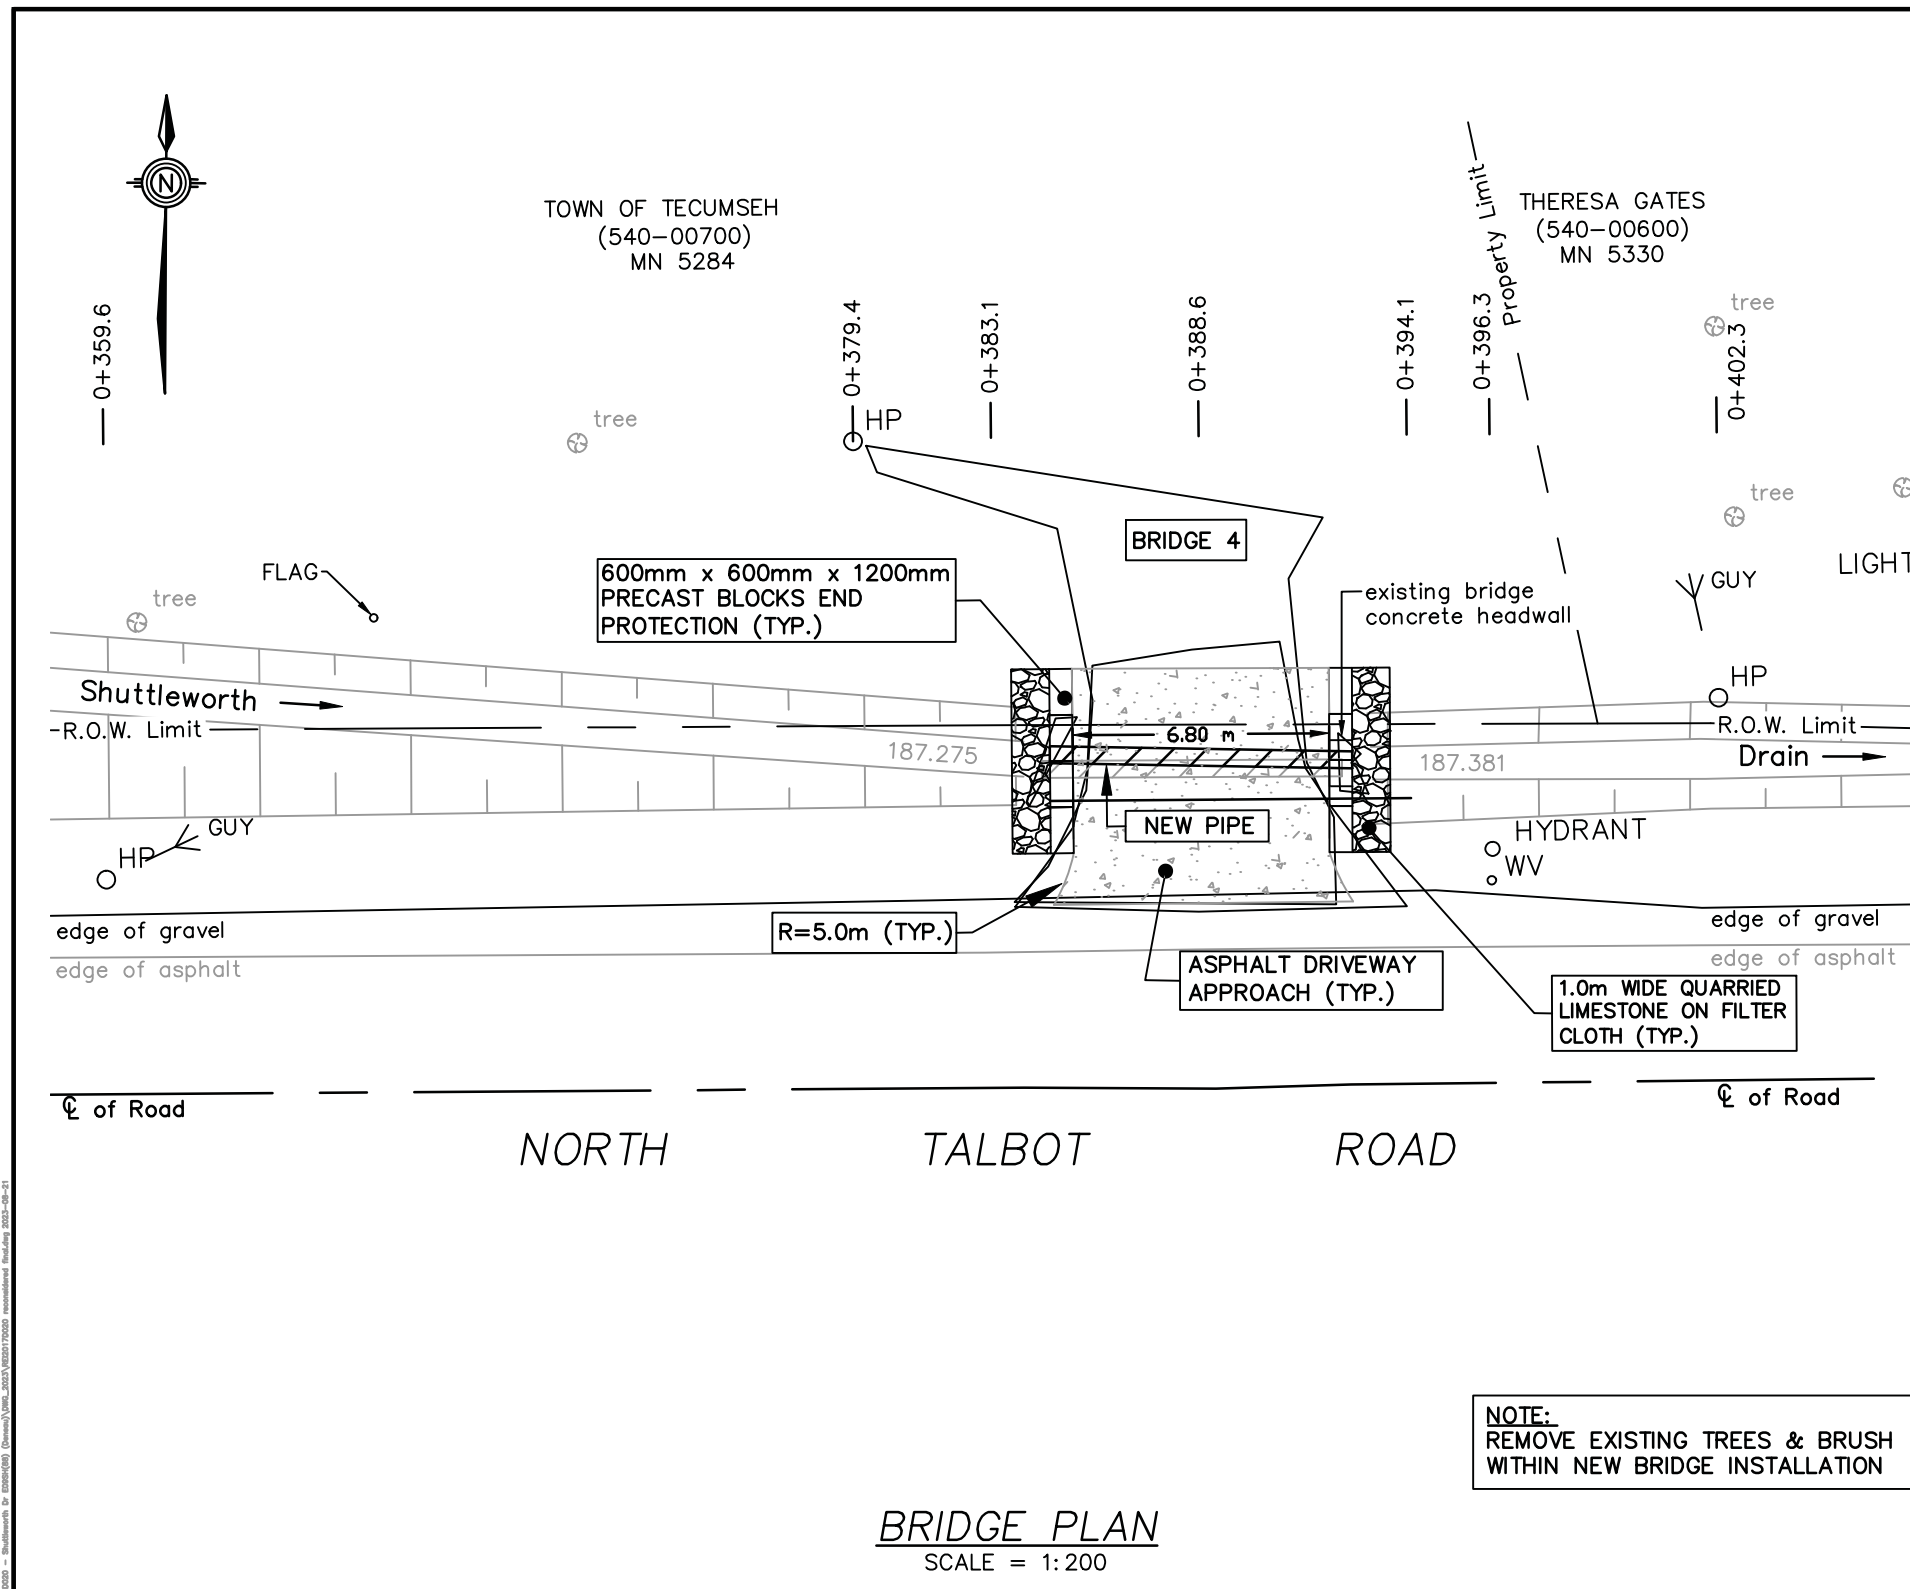 N
TOWN OF TECUMSEH
(540-00700)
MN 5284
THERESA GATES
(540-00600)
MN 5330
Property Limit
0+359.6
0+379.4
0+383.1
0+388.6
0+394.1
0+396.3
0+402.3
tree
HP
tree
tree
BRIDGE 4
LIGHT
FLAG
600mm x 600mm x 1200mm
PRECAST BLOCKS END
PROTECTION (TYP.)
existing bridge
concrete headwall
GUY
tree
HP
Shuttleworth
R.O.W. Limit
6.80 m
R.O.W. Limit
187.275
187.381
Drain
NEW PIPE
GUY
HP
HYDRANT
WV
edge of gravel
R=5.0m (TYP.)
edge of gravel
edge of asphalt
ASPHALT DRIVEWAY
APPROACH (TYP.)
edge of asphalt
1.0m WIDE QUARRIED
LIMESTONE ON FILTER
CLOTH (TYP.)
℄ of Road
℄ of Road
NORTH TALBOT ROAD
NOTE:
REMOVE EXISTING TREES & BRUSH
WITHIN NEW BRIDGE INSTALLATION
BRIDGE PLAN
SCALE = 1:200